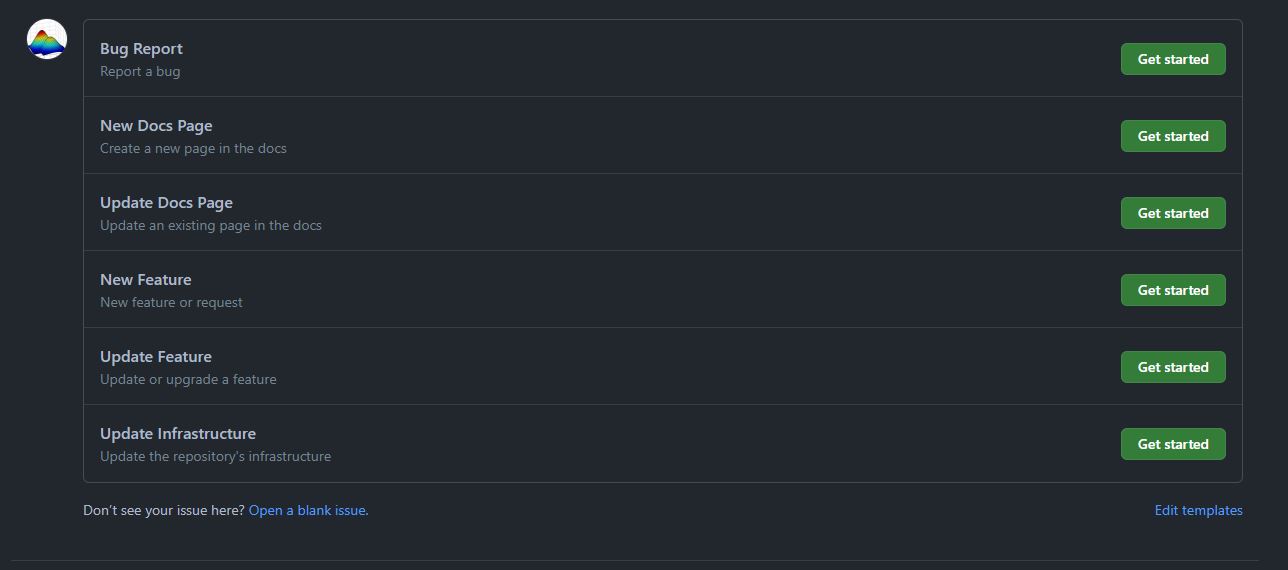 Bug Report
Get started
Report a bug
New Docs Page
Get started
Create a new page in the docs
Update Docs Page
Get started
Update an existing page in the docs
New Feature
Get started
New feature or request
Update Feature
Get started
Update or upgrade a feature
Update Infrastructure
Get started
Update the repository's infrastructure
Don't see your issue here? Open a blank issue.
Edit templates